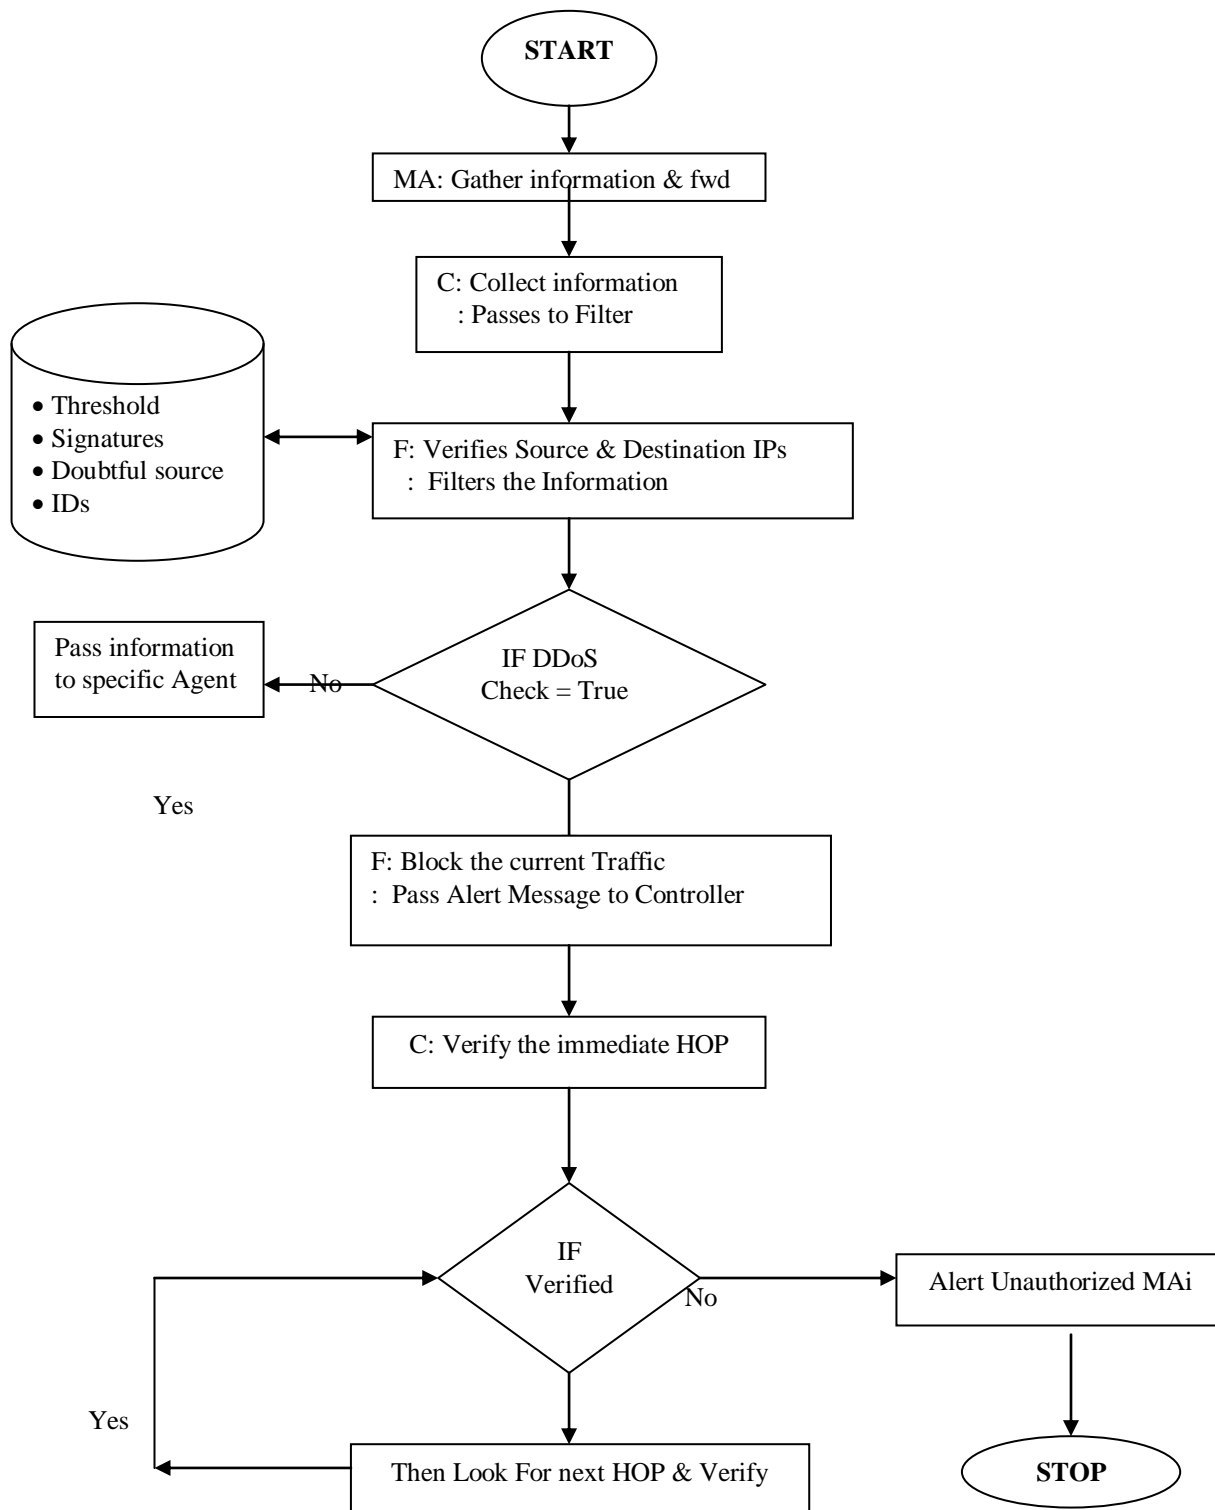 START
MA: Gather information & fwd
C: Collect information
: Passes to Filter
• Threshold
• Signatures
• Doubtful source
• IDs
F: Verifies Source & Destination IPs
: Filters the Information
Pass information
to specific Agent
No
IF DDoS
Check = True
Yes
F: Block the current Traffic
: Pass Alert Message to Controller
C: Verify the immediate HOP
IF
Verified
No
Alert Unauthorized MAi
Yes
Then Look For next HOP & Verify
STOP